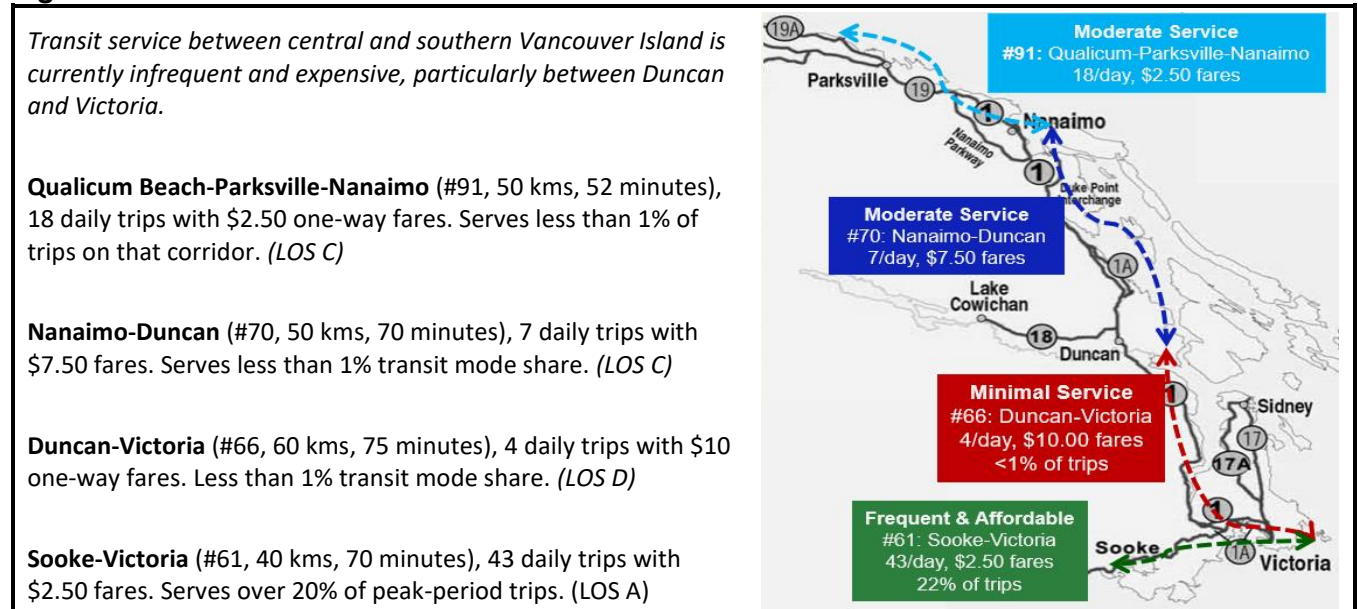 Transit service between central and southern Vancouver Island is
currently infrequent and expensive, particularly between Duncan
and Victoria.
Qualicum Beach-Parksville-Nanaimo (#91, 50 kms, 52 minutes),
18 daily trips with $2.50 one-way fares. Serves less than 1% of
trips on that corridor. (LOS C)
Nanaimo-Duncan (#70, 50 kms, 70 minutes), 7 daily trips with
$7.50 fares. Serves less than 1% transit mode share. (LOS C)
Duncan-Victoria (#66, 60 kms, 75 minutes), 4 daily trips with $10
one-way fares. Less than 1% transit mode share. (LOS D)
Sooke-Victoria (#61, 40 kms, 70 minutes), 43 daily trips with
$2.50 fares. Serves over 20% of peak-period trips. (LOS A)
19A
Moderate Service
#91: Qualicum-Parksville-Nanaimo
18/day, $2.50 fares
Parksville
19
1
Nanaimo
Nanaimo
Parkway
1
Duke Point
Interchange
Moderate Service
#70: Nanaimo-Duncan
7/day, $7.50 fares
1A
Lake
Cowichan
18
Duncan
Minimal Service
#66: Duncan-Victoria
4/day, $10.00 fares
<1% of trips
1
Sidney
17
17A
Frequent & Affordable
#61: Sooke-Victoria
43/day, $2.50 fares
22% of trips
1
Sooke
1A
Victoria